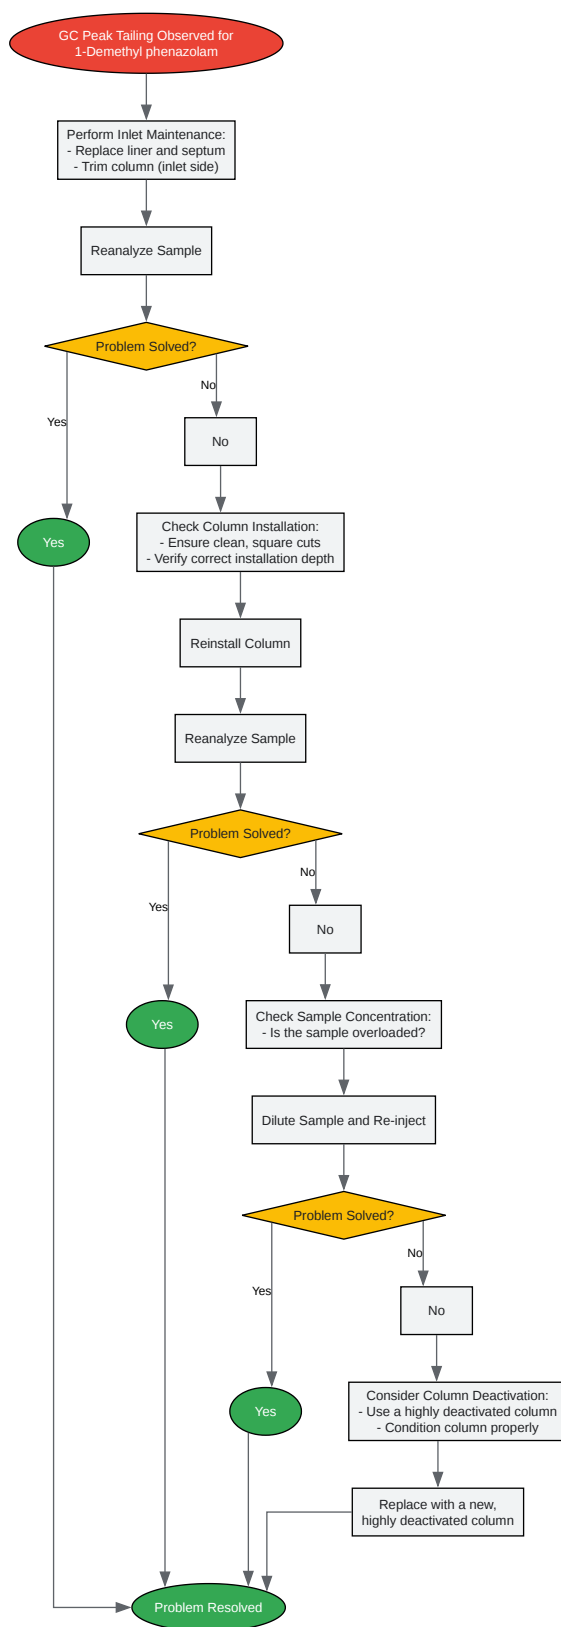 GC Peak Tailing Observed for
1-Demethyl phenazolam
Perform Inlet Maintenance:
- Replace liner and septum
- Trim column (inlet side)
Reanalyze Sample
Problem Solved?
No
Yes
No
Check Column Installation:
- Ensure clean, square cuts
- Verify correct installation depth
Yes
Reinstall Column
Reanalyze Sample
Problem Solved?
No
Yes
No
Check Sample Concentration:
- Is the sample overloaded?
Yes
Dilute Sample and Re-inject
Problem Solved?
No
Yes
No
Consider Column Deactivation:
- Use a highly deactivated column
- Condition column properly
Yes
Replace with a new,
highly deactivated column
Problem Resolved